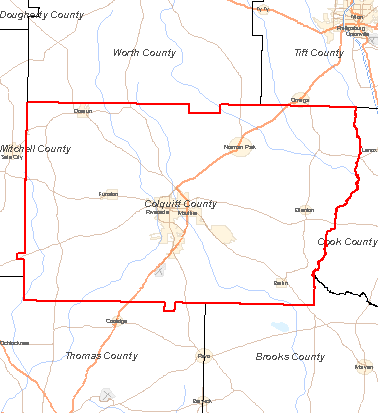 Dougherty County
Ty Ty
Tifton
Phillipsburg
Unionville
Worth County
Tift County
Omega
Doerun
Mitchell County
Sale City
Norman Park
Lenox
Funston
Colquitt County
Riverside
Moultrie
Ellenton
Cook County
Berlin
Coolidge
Ochlocknee
Thomas County
Pavo
Brooks County
Morven
Barwick